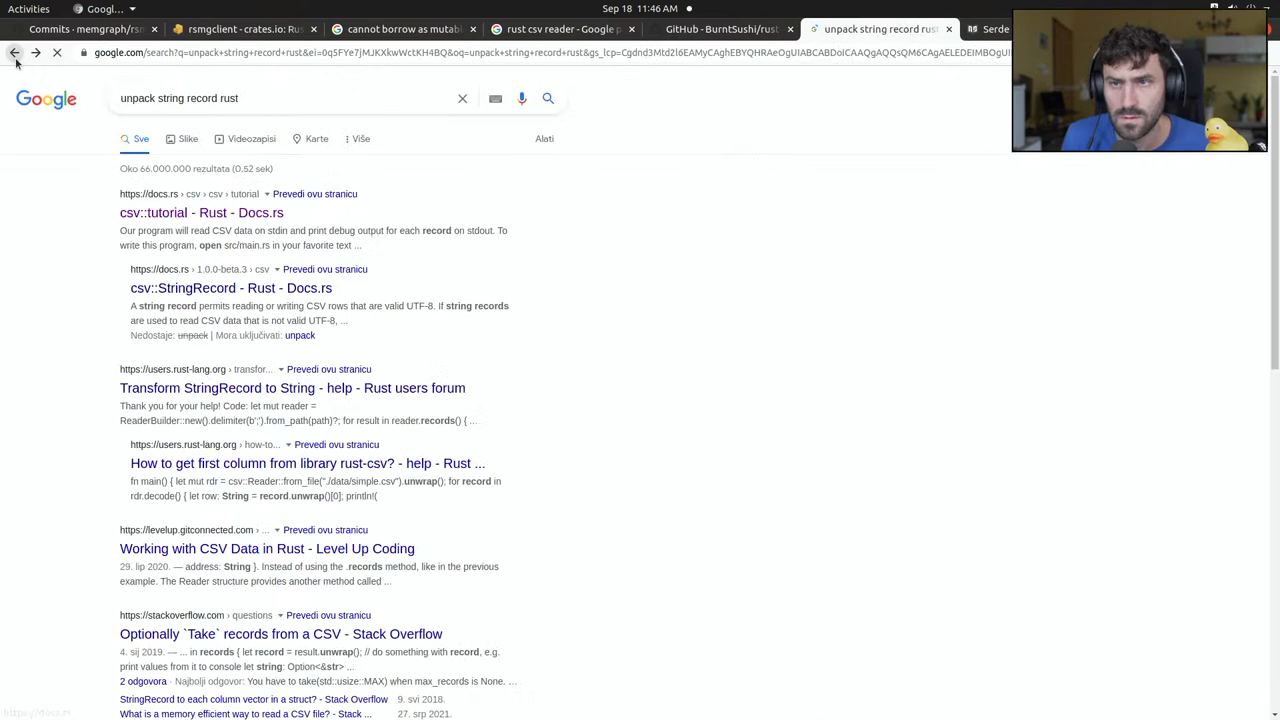 Activities
Googl...
Sep 18 11:46 AM
Commits · memgraph/rsm
rsmgclient - crates.io: Ru
cannot borrow as mutabl
rust csv reader - Google p
GitHub - BurntSushi/rust
unpack string record rust
Serde
google.com/search?q=unpack+string+record+rust&ei=0q5FYe7jMJKXkwWctKH4BQ&oq=unpack+string+record+rust&gs_lcp=Cgdnd3Mtd2l6EAMyCAghEBYQHRAeOgUIABCABDoICAAQgAQQsQM6CAgAELEDEIMBOgUI
Google
unpack string record rust
Sve
Slike
Videozapisi
Karte
Više
Alati
Oko 66.000.000 rezultata (0,52 sek)
https://docs.rs › csv › csv › tutorial
Prevedi ovu stranicu
csv::tutorial - Rust - Docs.rs
Our program will read CSV data on stdin and print debug output for each record on stdout. To
write this program, open src/main.rs in your favorite text ...
https://docs.rs › 1.0.0-beta.3 › csv
Prevedi ovu stranicu
csv::StringRecord - Rust - Docs.rs
A string record permits reading or writing CSV rows that are valid UTF-8. If string records
are used to read CSV data that is not valid UTF-8, ...
Nedostaje: unpack | Mora uključivati: unpack
https://users.rust-lang.org › transfor...
Prevedi ovu stranicu
Transform StringRecord to String - help - Rust users forum
Thank you for your help! Code: let mut reader =
ReaderBuilder::new().delimiter(b';').from_path(path)?; for result in reader.records() { ...
https://users.rust-lang.org › how-to...
Prevedi ovu stranicu
How to get first column from library rust-csv? - help - Rust ...
fn main() { let mut rdr = csv::Reader::from_file("./data/simple.csv").unwrap(); for record in
rdr.decode() { let row: String = record.unwrap()[0]; println!(
https://levelup.gitconnected.com › ...
Prevedi ovu stranicu
Working with CSV Data in Rust - Level Up Coding
29. lip 2020. — address: String }. Instead of using the .records method, like in the previous
example. The Reader structure provides another method called ...
https://stackoverflow.com › questions
Prevedi ovu stranicu
Optionally `Take` records from a CSV - Stack Overflow
4. sij 2019. — ... in records { let record = result.unwrap(); // do something with record, e.g.
print values from it to console let string: Option<&str> ...
2 odgovora · Najbolji odgovor: You have to take(std::usize::MAX) when max_records is None. ...
StringRecord to each column vector in a struct? - Stack Overflow 9. svi 2018.
What is a memory efficient way to read a CSV file? - Stack ... 27. srp 2021.
https://docs.rs